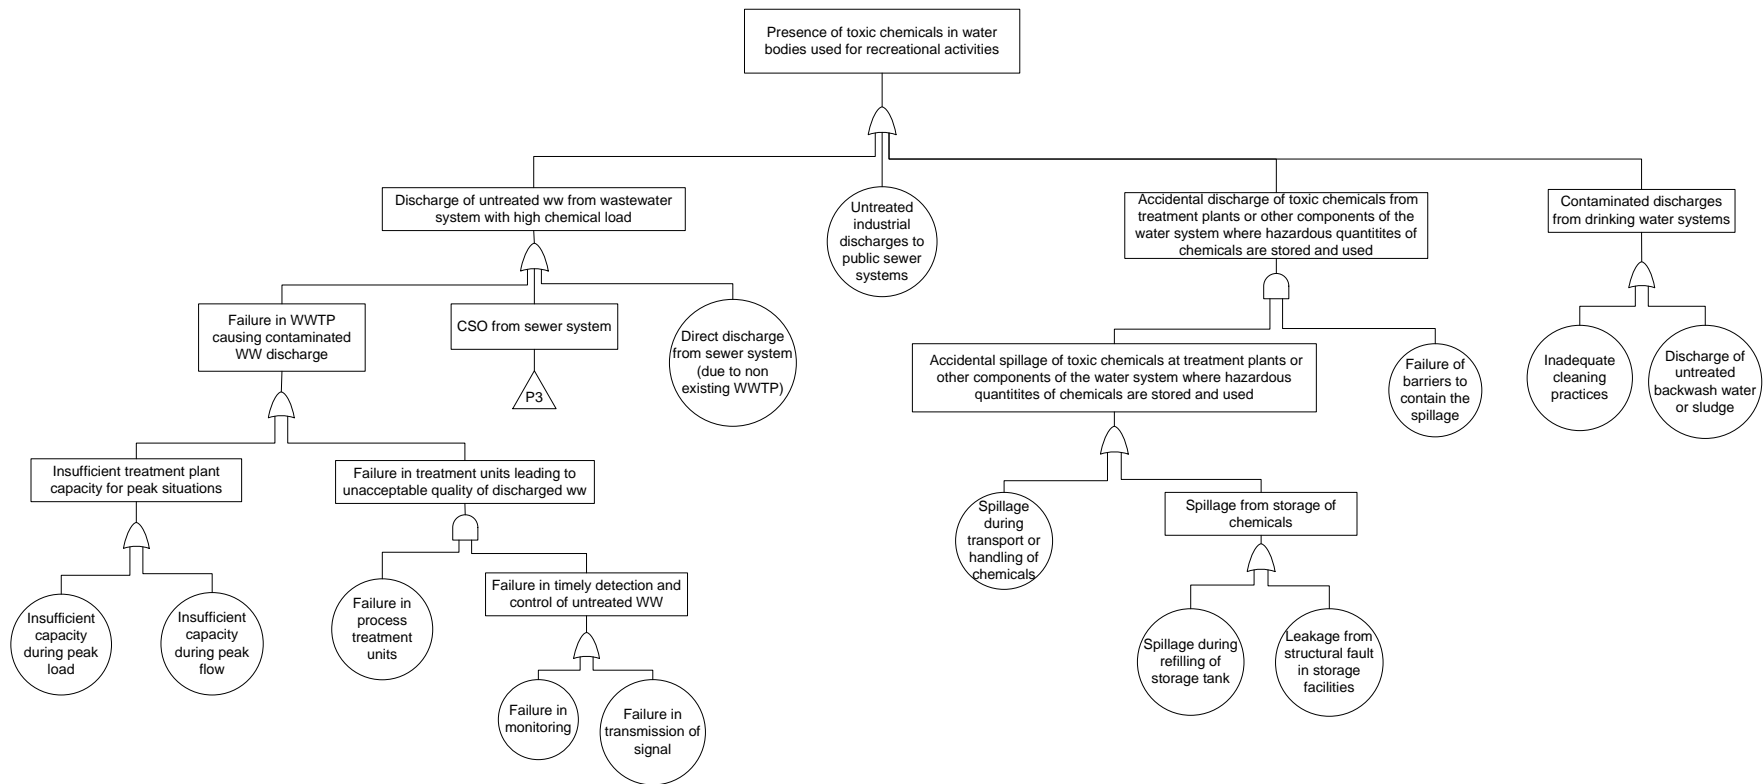 Presence of toxic chemicals in water
bodies used for recreational activities
Discharge of untreated ww from wastewater
system with high chemical load
Untreated
industrial
discharges to
public sewer
systems
Accidental discharge of toxic chemicals from
treatment plants or other components of the
water system where hazardous quantitites of
chemicals are stored and used
Contaminated discharges
from drinking water systems
Failure in WWTP
causing contaminated
WW discharge
CSO from sewer system
P3
Direct discharge
from sewer system
(due to non
existing WWTP)
Accidental spillage of toxic chemicals at treatment plants or
other components of the water system where hazardous
quantitites of chemicals are stored and used
Failure of
barriers to
contain the
spillage
Inadequate
cleaning
practices
Discharge of
untreated
backwash water
or sludge
Insufficient treatment plant
capacity for peak situations
Failure in treatment units leading to
unacceptable quality of discharged ww
Spillage
during
transport or
handling of
chemicals
Spillage from storage of
chemicals
Insufficient
capacity
during peak
load
Insufficient
capacity
during peak
flow
Failure in
process
treatment
units
Failure in timely detection and
control of untreated WW
Spillage during
refilling of
storage tank
Leakage from
structural fault
in storage
facilities
Failure in
monitoring
Failure in
transmission of
signal